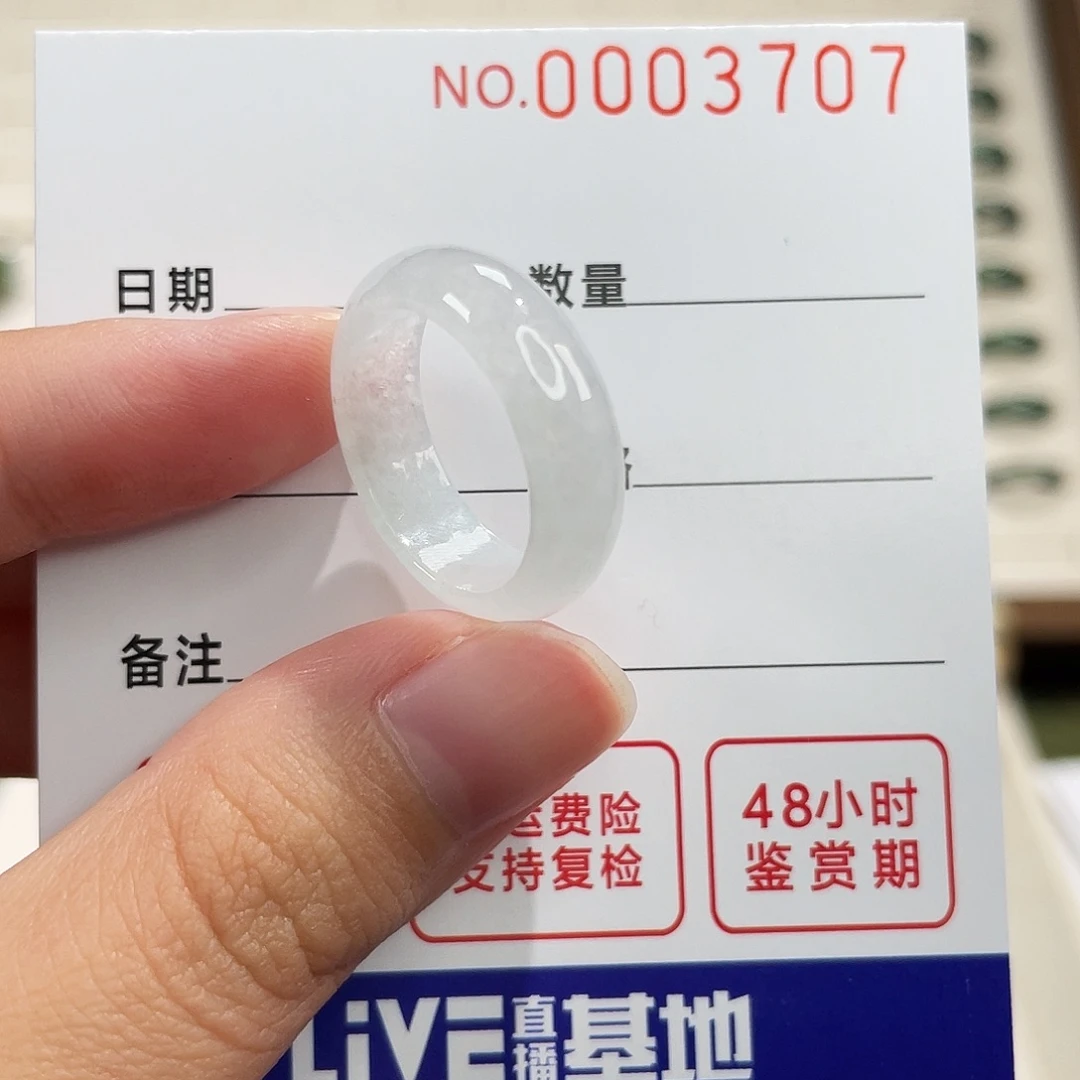 NO.0003707
日期
数量
备注
运费险
支持复检
48小时
鉴赏期
LiVE直播基地